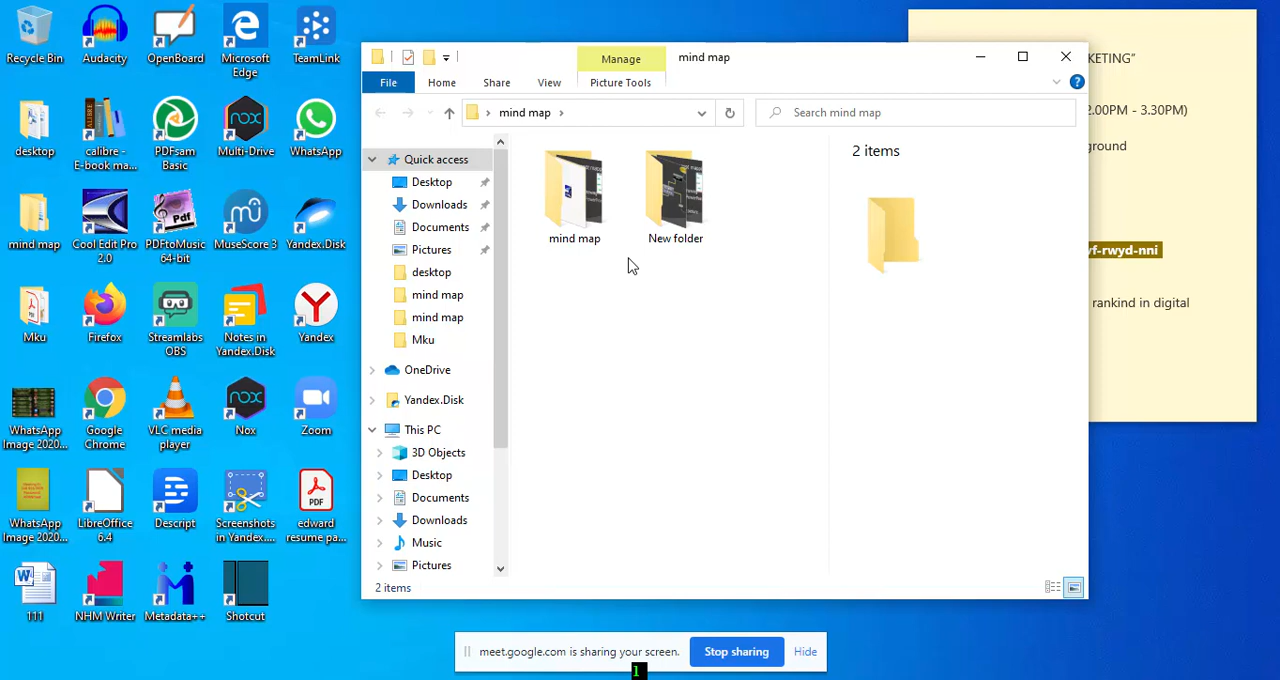 Recycle Bin
Audacity
OpenBoard
Microsoft
Edge
TeamLink
desktop
calibre -
E-book ma...
PDFsam
Basic
Multi-Drive
WhatsApp
mind map
Cool Edit Pro
2.0
PDFtoMusic
64-bit
MuseScore 3
Yandex.Disk
Mku
Firefox
Streamlabs
OBS
Notes in
Yandex.Disk
Yandex
WhatsApp
Image 2020...
Google
Chrome
VLC media
player
Nox
Zoom
WhatsApp
Image 2020...
LibreOffice
6.4
Descript
Screenshots
in Yandex....
PDF
edward
resume pa...
111
NHM Writer
Metadata++
Shotcut
Manage
mind map
File
Home
Share
View
Picture Tools
mind map
Search mind map
Quick access
Desktop
Downloads
Documents
Pictures
desktop
mind map
mind map
Mku
OneDrive
Yandex.Disk
This PC
3D Objects
Desktop
Documents
Downloads
Music
Pictures
mind map
New folder
2 items
2 items
KETING”
2.00PM - 3.30PM)
ground
vf-rwyd-nni
rankind in digital
meet.google.com is sharing your screen.
Stop sharing
Hide
1